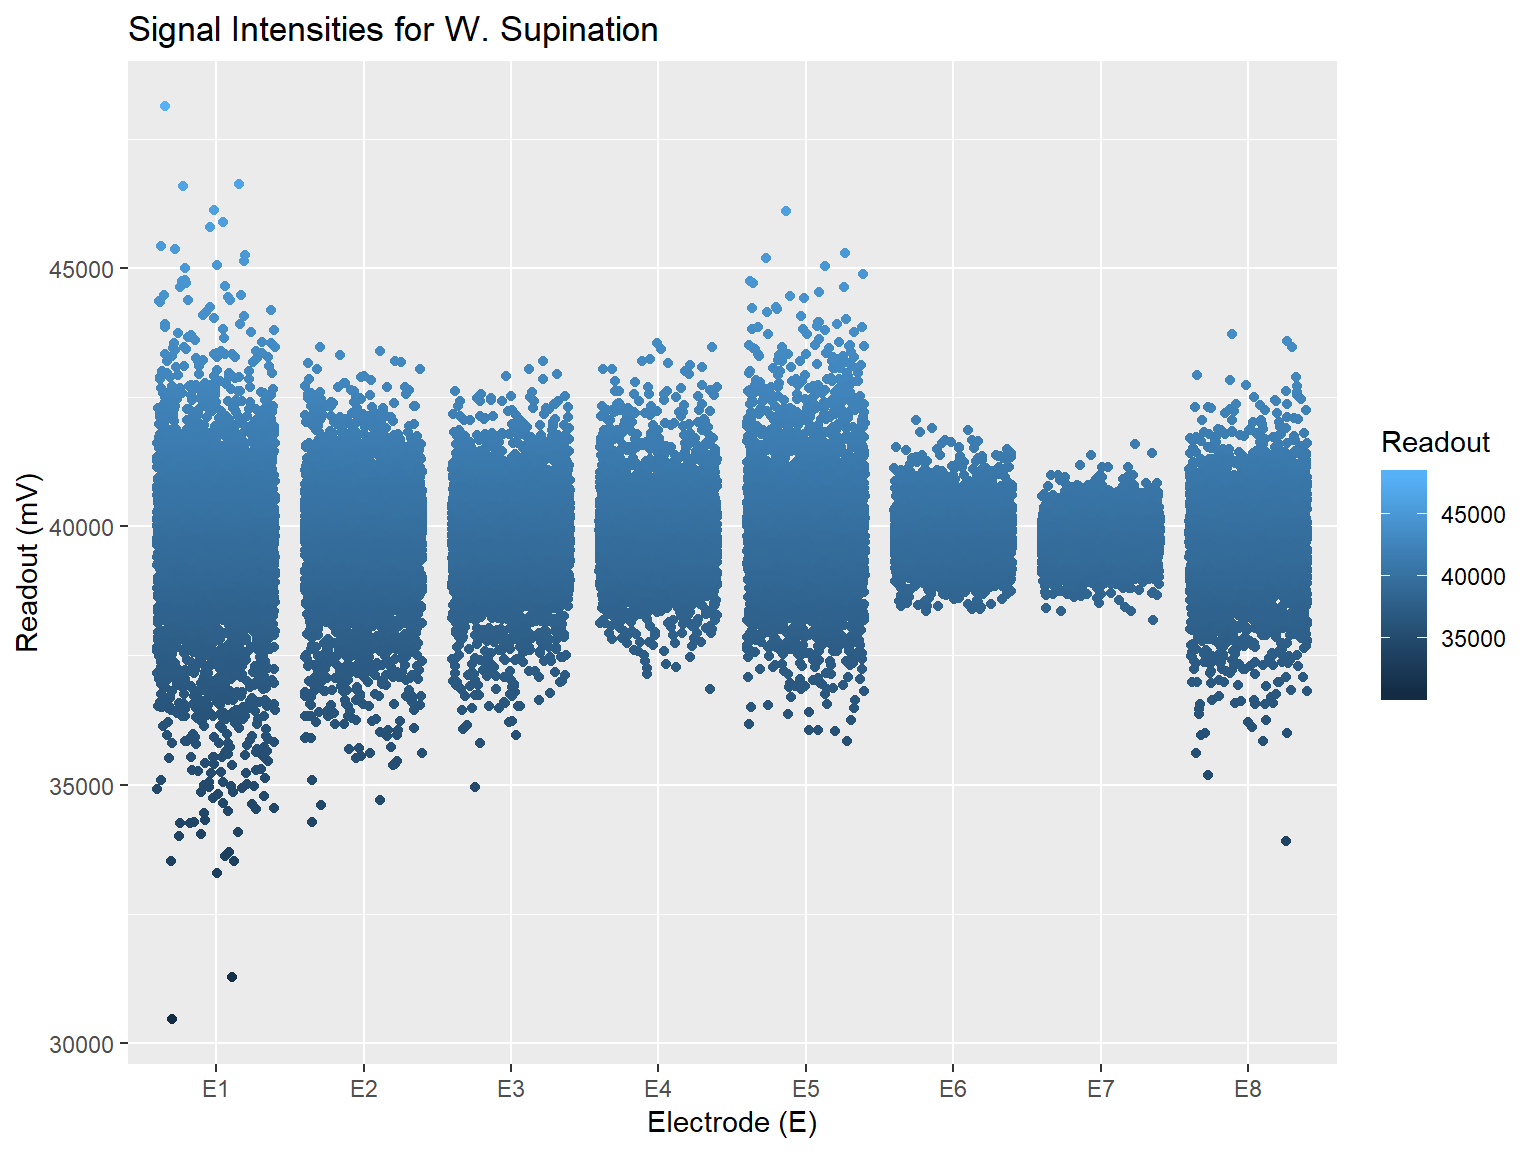 Signal Intensities for W. Supination
Readout (mV)
45000
40000
35000
30000
E1 E2 E3 E4 E5 E6 E7 E8
Electrode (E)
Readout
45000
40000
35000